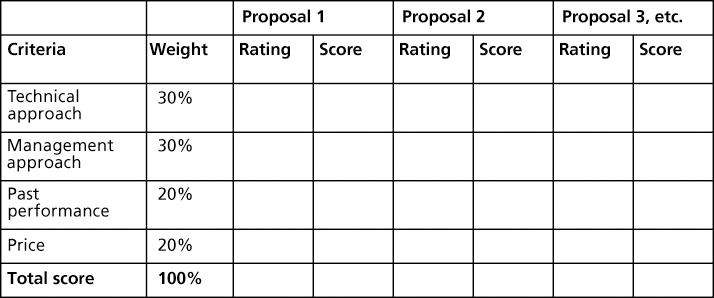 Proposal 1 Proposal 2 Proposal 3, etc.
Criteria Weight Rating Score Rating Score Rating Score
Technical
approach 30%
Management
approach 30%
Past
performance 20%
Price 20%
Total score 100%